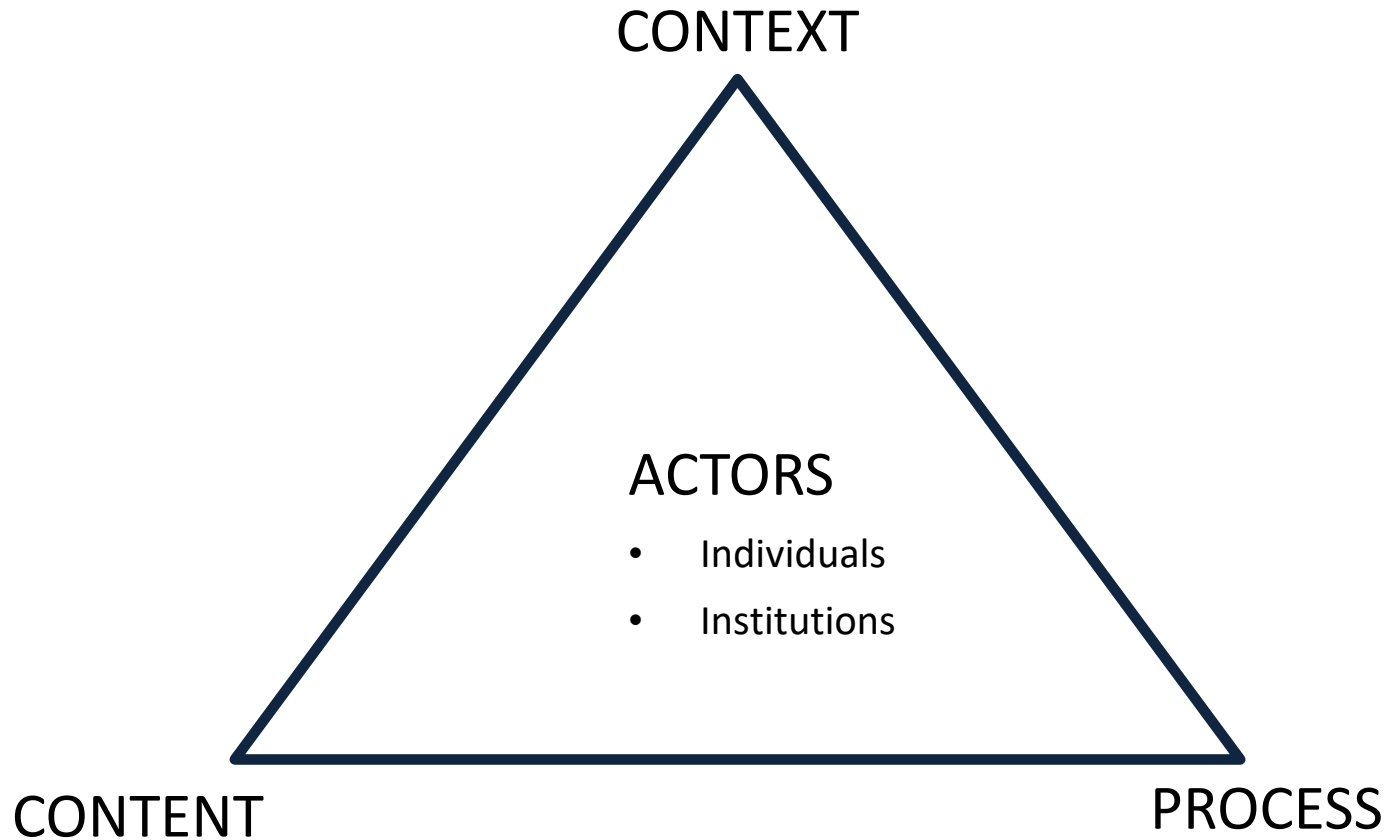 CONTEXT
ACTORS
• Individuals
• Institutions
CONTENT
PROCESS